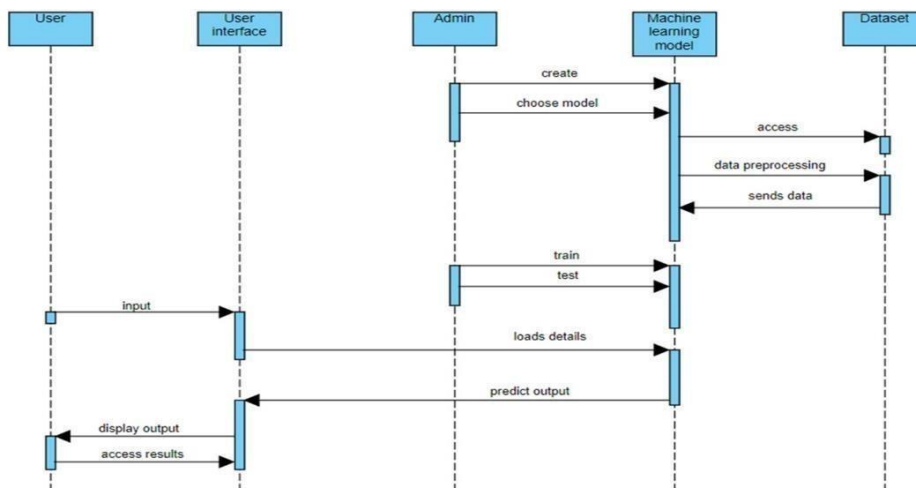 User
User
interface
Admin
Machine
learning
model
Dataset
create
choose model
access
data preprocessing
sends data
train
test
input
loads details
predict output
display output
access results